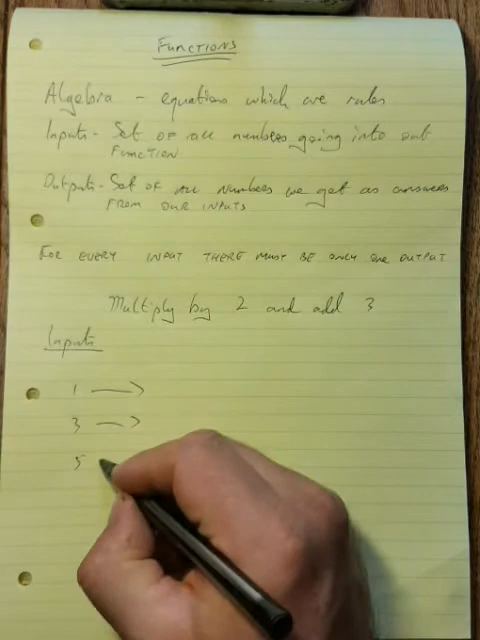 FUNCTIONS
Algebra - equations which are rules
Inputs - Set of all numbers going into out
FUNCTION
Outputs - Set of all numbers we get as answers
FROM OUR INPUTS
FOR EVERY INPUT THERE MUST BE ONLY one OUTPUT
Multiply by 2 and add 3
Inputs
1 →
3 →
5